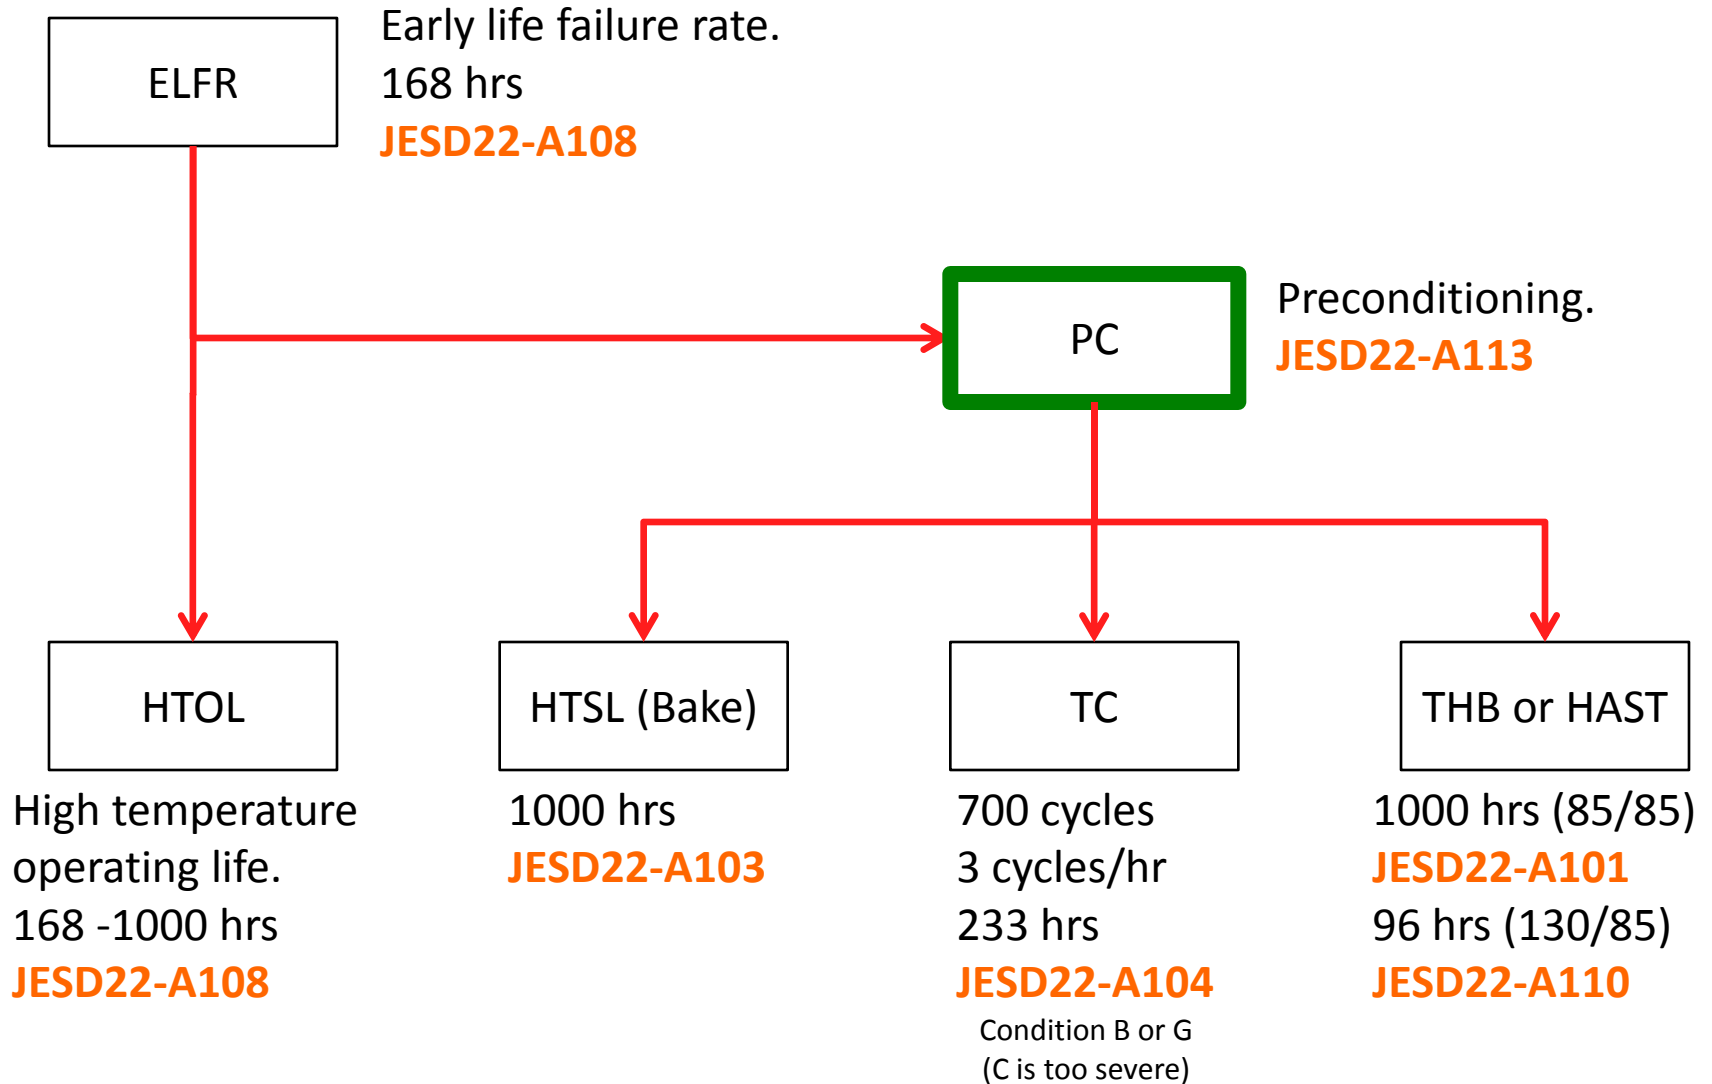 ELFR
Early life failure rate.
168 hrs
JESD22-A108
PC
Preconditioning.
JESD22-A113
HTOL
High temperature
operating life.
168 -1000 hrs
JESD22-A108
HTSL (Bake)
1000 hrs
JESD22-A103
TC
700 cycles
3 cycles/hr
233 hrs
JESD22-A104
Condition B or G
(C is too severe)
THB or HAST
1000 hrs (85/85)
JESD22-A101
96 hrs (130/85)
JESD22-A110